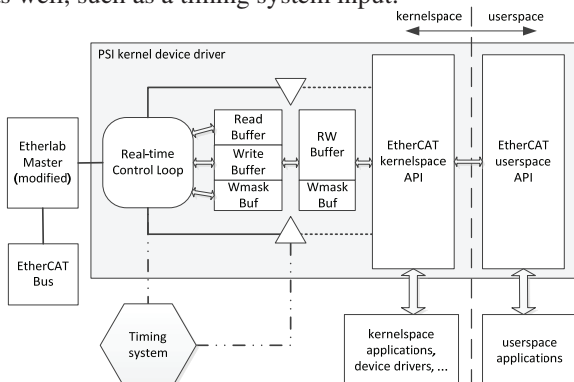 s well, such as a timing system input.
kernelspace userspace
PSI kernel device driver
Etherlab
Master
(modified)
EtherCAT
Bus
Real-time
Control Loop
Read
Buffer
Write
Buffer
Wmask
Buf
RW
Buffer
Wmask
Buf
EtherCAT
kernelspace
API
EtherCAT
userspace
API
Timing
system
kernelspace
applications,
device drivers, ...
userspace
applications